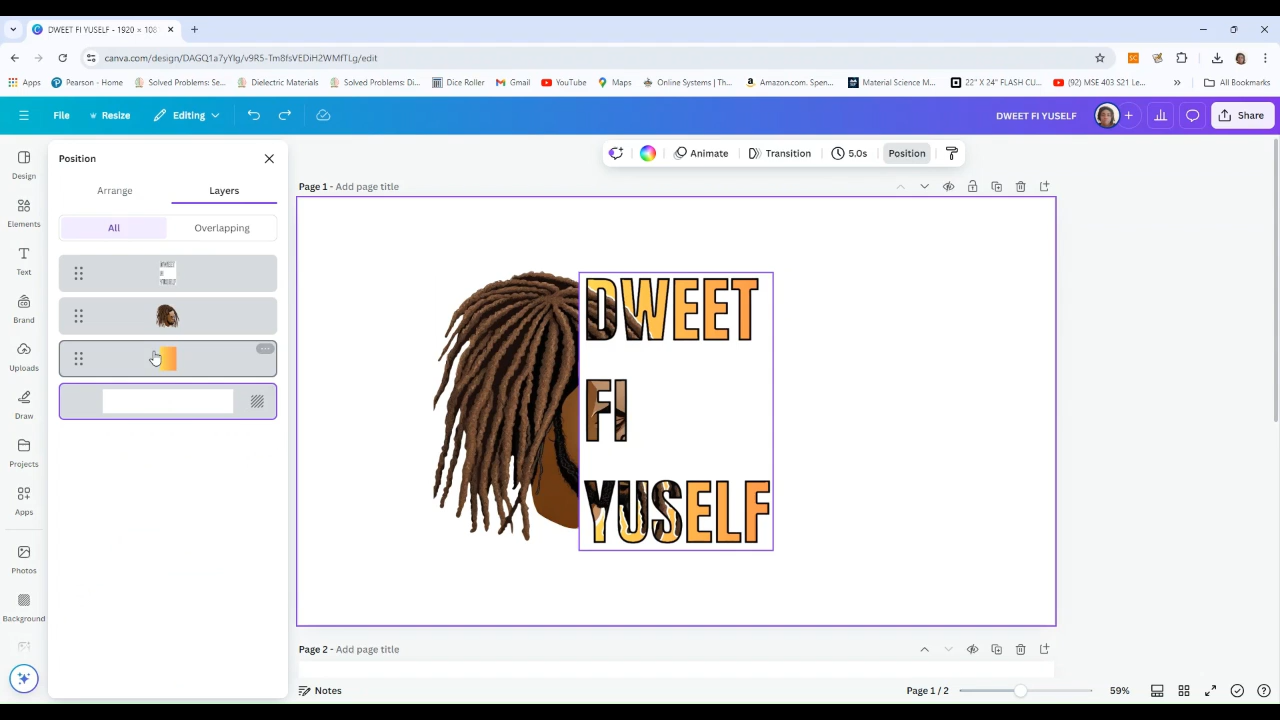 DWEET FI YUSELF - 1920 × 108
canva.com/design/DAGQ1a7yYlg/v9R5-Tm8fsVEDiH2WMfTLg/edit
Apps
Pearson - Home
Solved Problems: Se...
Dielectric Materials
Solved Problems: Di...
Dice Roller
Gmail
YouTube
Maps
Online Systems | Th...
Amazon.com. Spen...
Material Science M...
22" X 24" FLASH CU...
(92) MSE 403 S21 Le...
»
All Bookmarks
File
Resize
Editing
DWEET FI YUSELF
Share
Position
Animate
Transition
5.0s
Position
Design
Elements
Text
Brand
Uploads
Draw
Projects
Apps
Photos
Background
Arrange
Layers
All
Overlapping
DWEET
FI
YUSELF
Page 1 - Add page title
DWEET
FI
YUSELF
Page 2 - Add page title
Notes
Page 1 / 2
59%